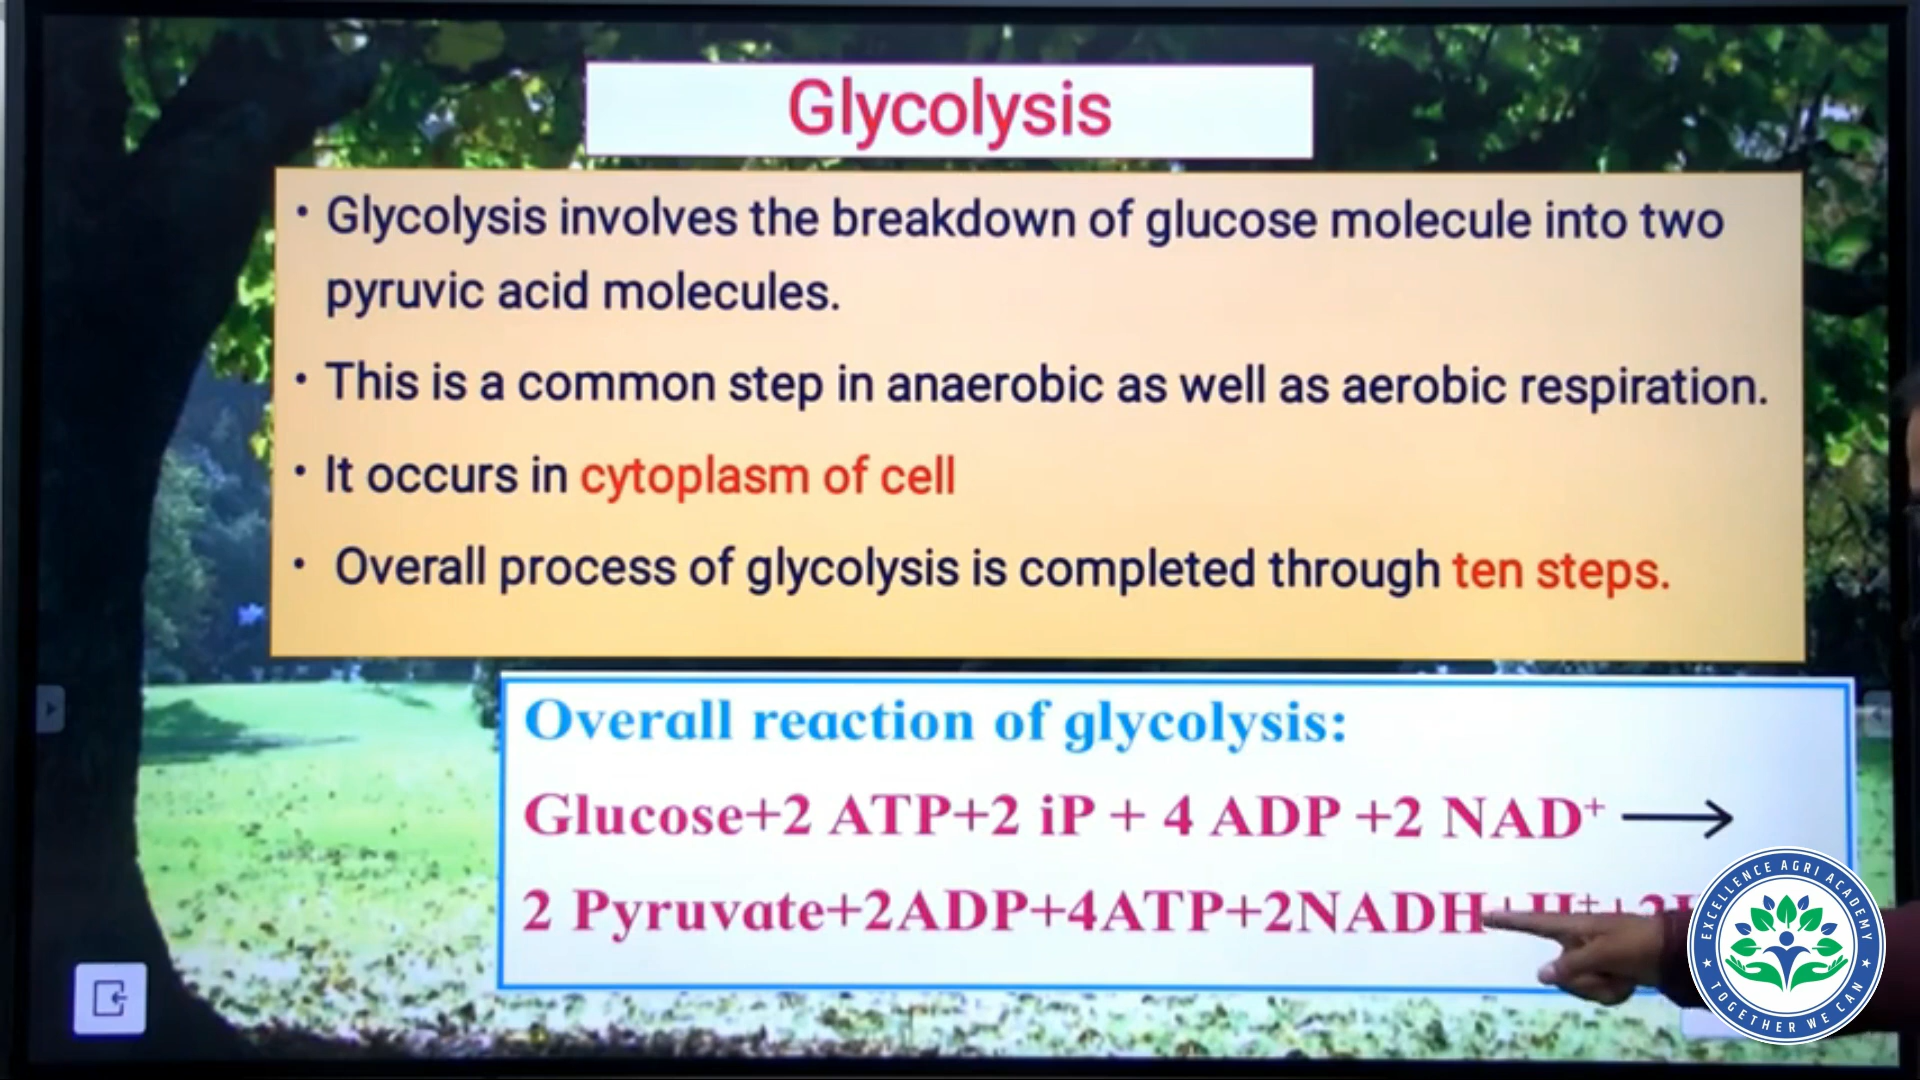 Glycolysis
• Glycolysis involves the breakdown of glucose molecule into two
pyruvic acid molecules.
• This is a common step in anaerobic as well as aerobic respiration.
• It occurs in cytoplasm of cell
• Overall process of glycolysis is completed through ten steps.
Overall reaction of glycolysis:
Glucose+2 ATP+2 iP + 4 ADP +2 NAD⁺ ⟶
2 Pyruvate+2ADP+4ATP+2NADH+H⁺+
EXCELLENCE AGRI ACADEMY
★ TOGETHER WE CAN ★